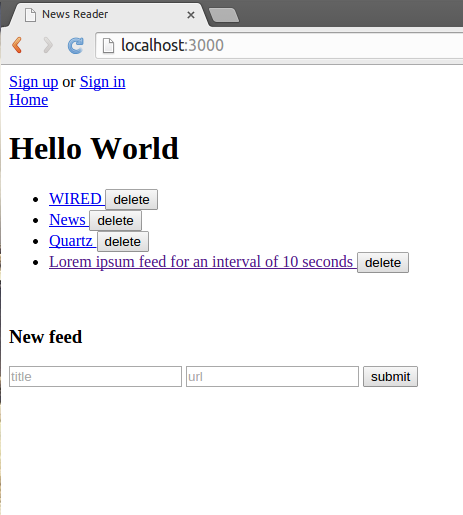 News Reader
localhost:3000
Sign up or Sign in
Home
Hello World
WIRED delete
News delete
Quartz delete
Lorem ipsum feed for an interval of 10 seconds delete
New feed
title url submit